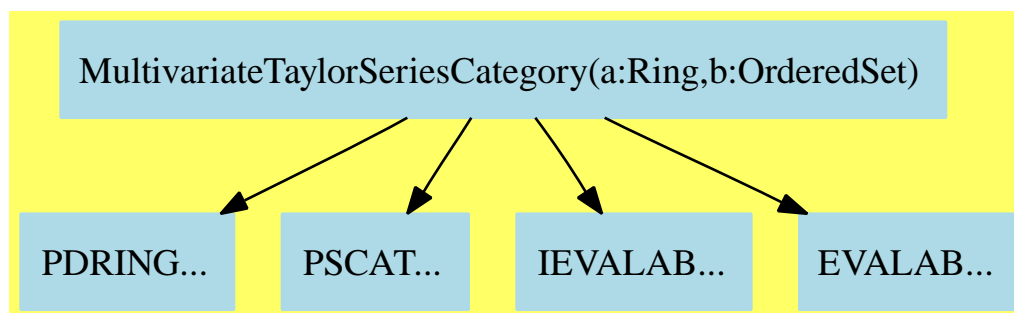 MultivariateTaylorSeriesCategory(a:Ring,b:OrderedSet)
PDRING...
PSCAT...
IEVALAB...
EVALAB...